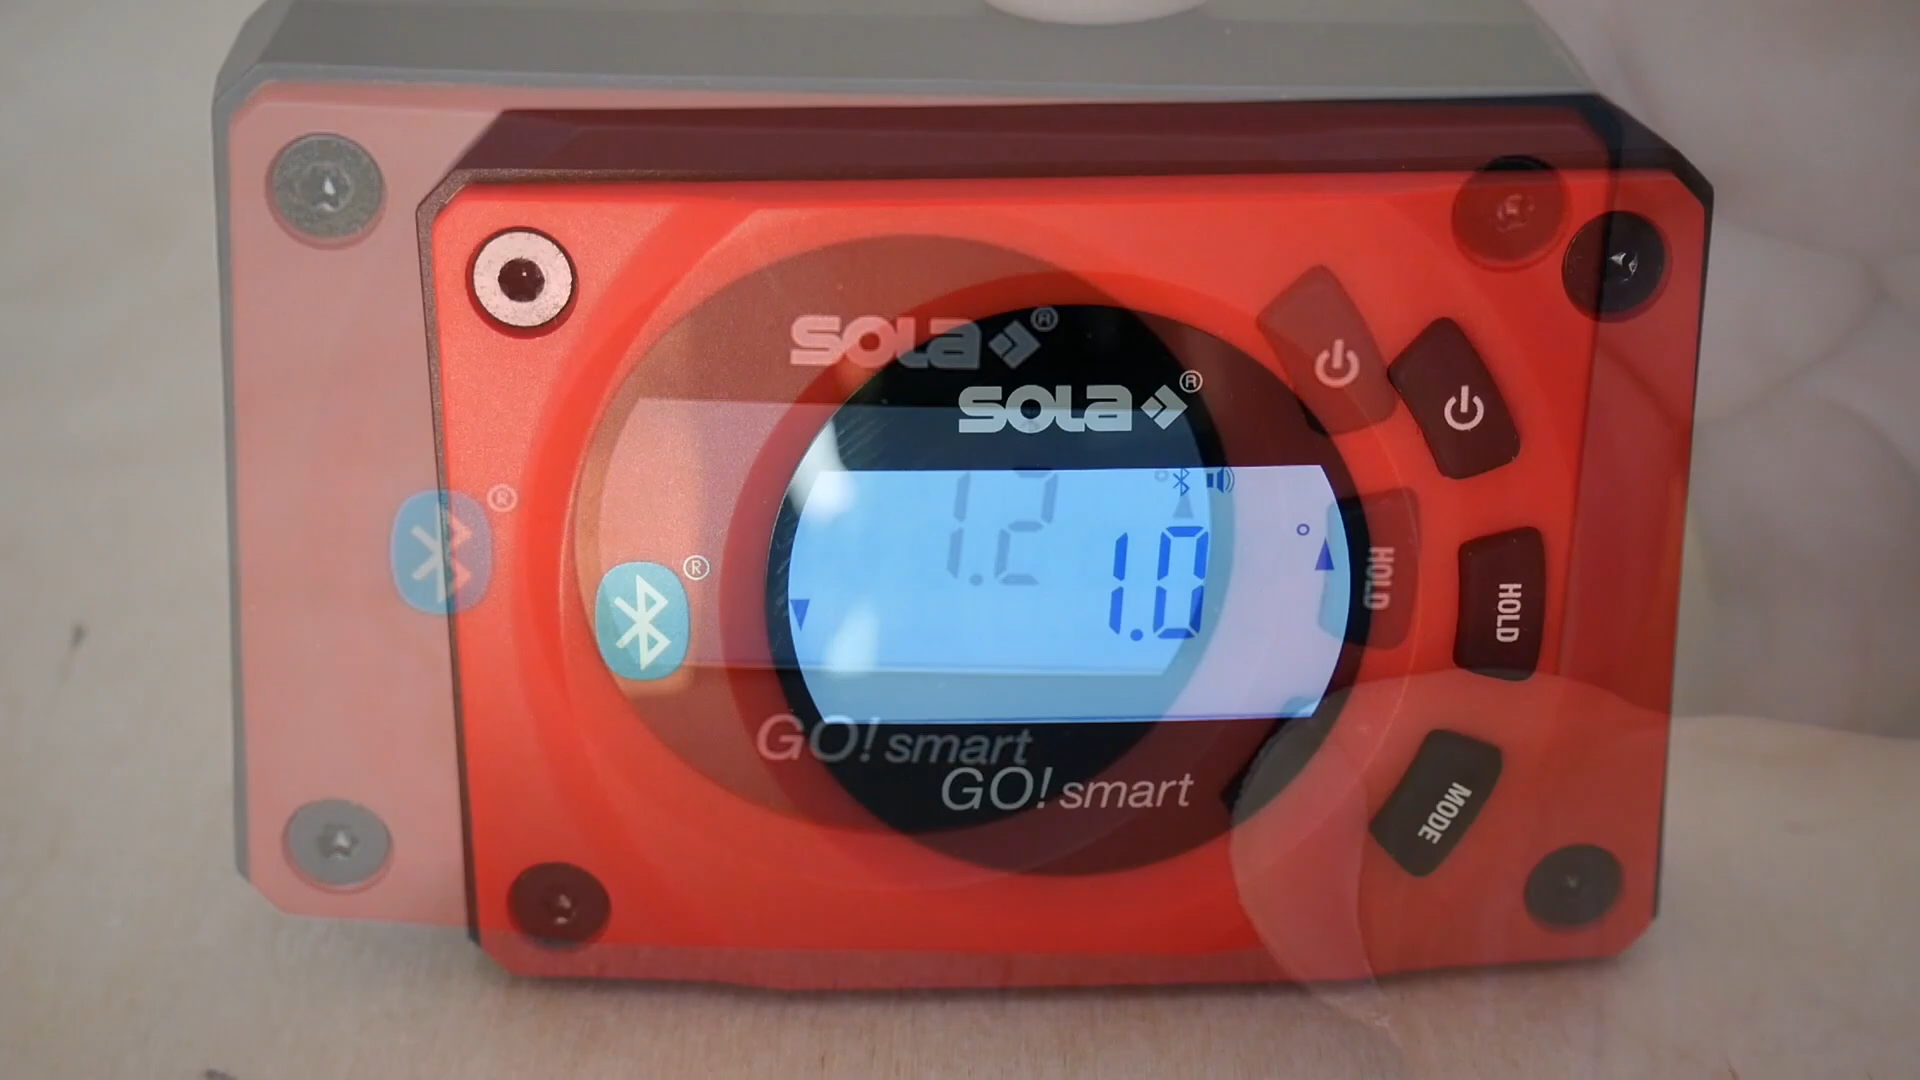 SOLA ®
SOLA ®
1.2 °
1.0 °
®
®
HOLD
HOLD
GO! smart
GO! smart
MODE